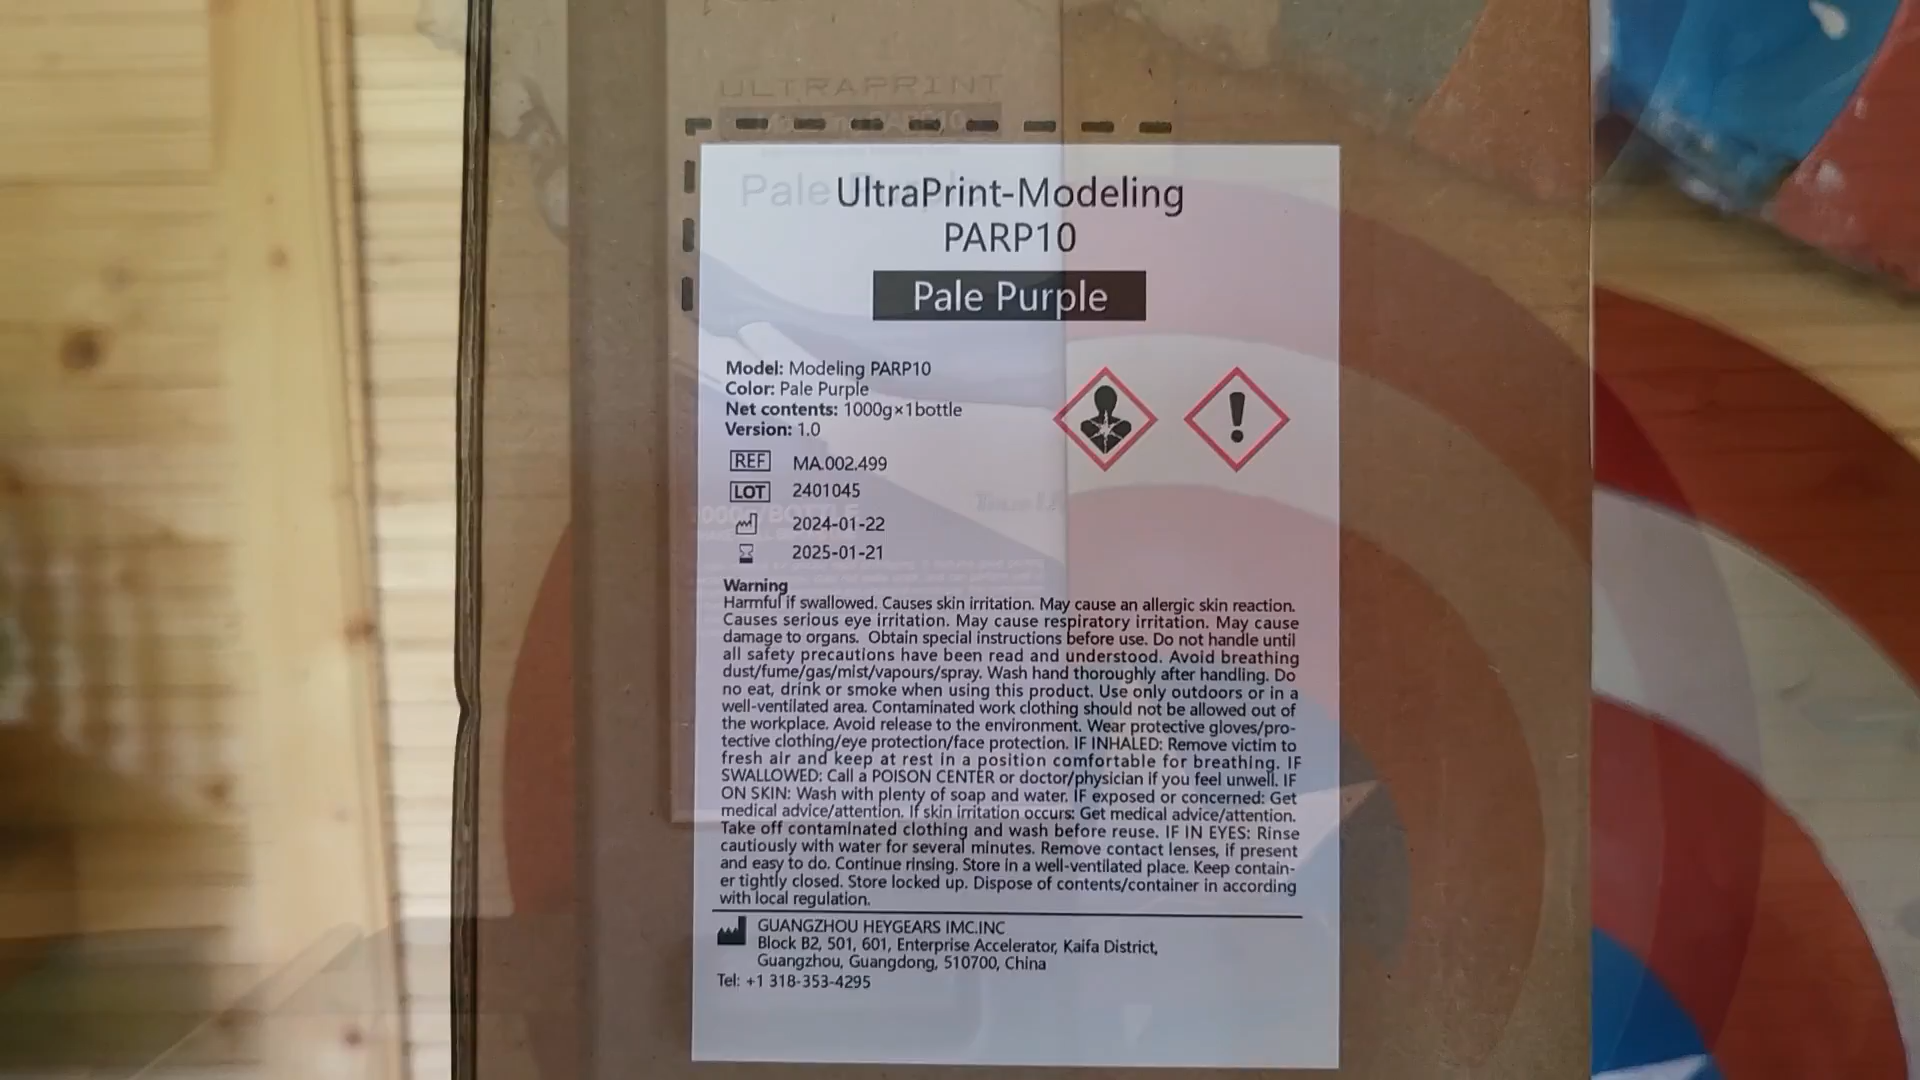 ULTRAPRINT
Pale
UltraPrint-Modeling
PARP10
Pale Purple
Model: Modeling PARP10
Color: Pale Purple
Net contents: 1000g×1bottle
Version: 1.0
REF MA.002.499
LOT 2401045
2024-01-22
2025-01-21
Warning
Harmful if swallowed. Causes skin irritation. May cause an allergic skin reaction.
Causes serious eye irritation. May cause respiratory irritation. May cause
damage to organs. Obtain special instructions before use. Do not handle until
all safety precautions have been read and understood. Avoid breathing
dust/fume/gas/mist/vapours/spray. Wash hand thoroughly after handling. Do
no eat, drink or smoke when using this product. Use only outdoors or in a
well-ventilated area. Contaminated work clothing should not be allowed out of
the workplace. Avoid release to the environment. Wear protective gloves/pro-
tective clothing/eye protection/face protection. IF INHALED: Remove victim to
fresh air and keep at rest in a position comfortable for breathing. IF
SWALLOWED: Call a POISON CENTER or doctor/physician if you feel unwell. IF
ON SKIN: Wash with plenty of soap and water. IF exposed or concerned: Get
medical advice/attention. If skin irritation occurs: Get medical advice/attention.
Take off contaminated clothing and wash before reuse. IF IN EYES: Rinse
cautiously with water for several minutes. Remove contact lenses, if present
and easy to do. Continue rinsing. Store in a well-ventilated place. Keep contain-
er tightly closed. Store locked up. Dispose of contents/container in according
with local regulation.
GUANGZHOU HEYGEARS IMC.INC
Block B2, 501, 601, Enterprise Accelerator, Kaifa District,
Guangzhou, Guangdong, 510700, China
Tel: +1 318-353-4295